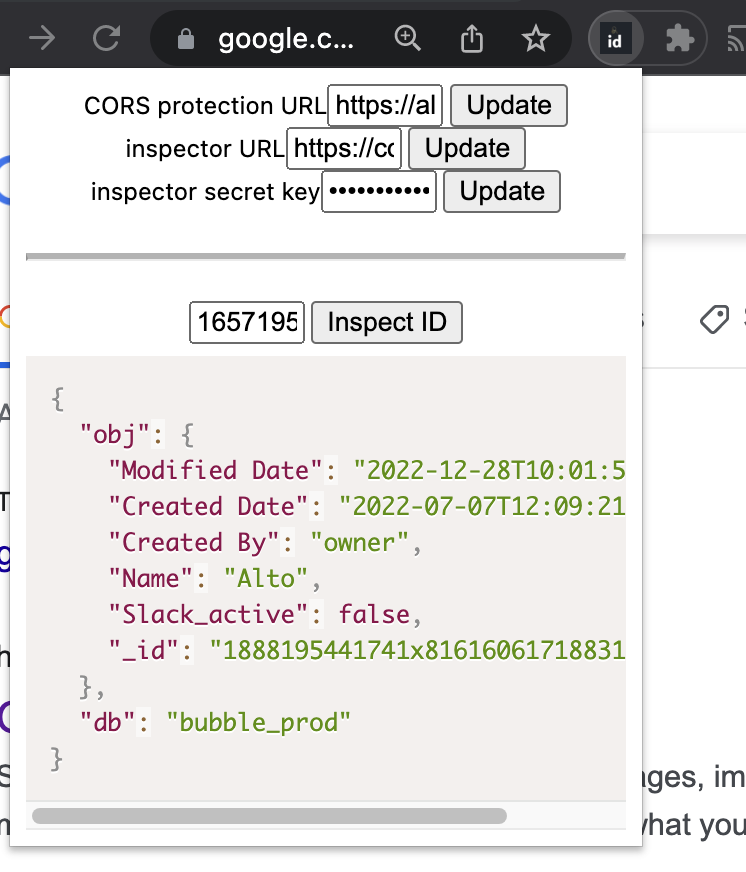 google.c...
id
CORS protection URL https://al Update
inspector URL https://co Update
inspector secret key ••••••••••• Update
1657195 Inspect ID
{
"obj": {
"Modified Date": "2022-12-28T10:01:5
"Created Date": "2022-07-07T12:09:21
"Created By": "owner",
"Name": "Alto",
"Slack_active": false,
"_id": "1888195441741x81616061718831
},
"db": "bubble_prod"
}
ages, im
what you